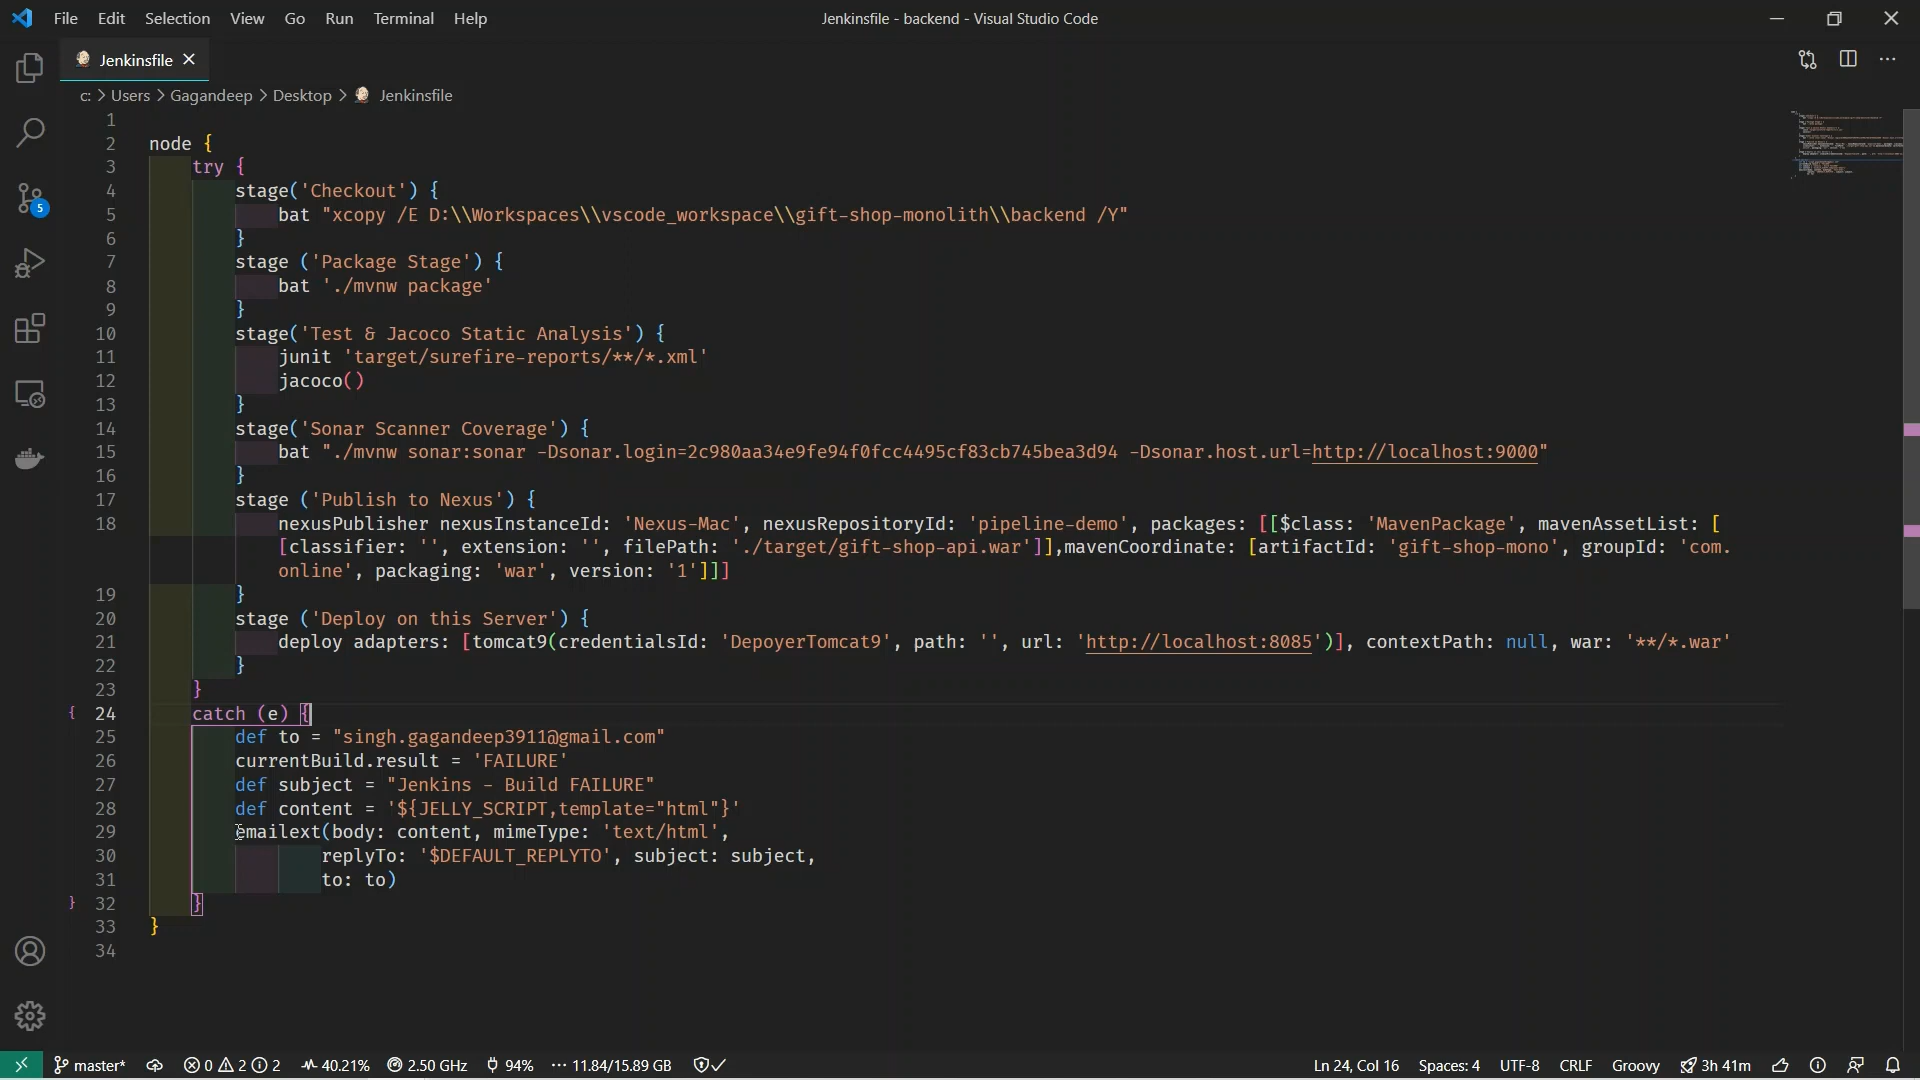 File Edit Selection View Go Run Terminal Help
Jenkinsfile - backend - Visual Studio Code
Jenkinsfile
c: > Users > Gagandeep > Desktop > Jenkinsfile
1
2 node {
3 try {
4 stage('Checkout') {
5 bat "xcopy /E D:\\Workspaces\\vscode_workspace\\gift-shop-monolith\\backend /Y"
6 }
7 stage ('Package Stage') {
8 bat './mvnw package'
9 }
10 stage('Test & Jacoco Static Analysis') {
11 junit 'target/surefire-reports/**/*.xml'
12 jacoco()
13 }
14 stage('Sonar Scanner Coverage') {
15 bat "./mvnw sonar:sonar -Dsonar.login=2c980aa34e9fe94f0fcc4495cf83cb745bea3d94 -Dsonar.host.url=http://localhost:9000"
16 }
17 stage ('Publish to Nexus') {
18 nexusPublisher nexusInstanceId: 'Nexus-Mac', nexusRepositoryId: 'pipeline-demo', packages: [[$class: 'MavenPackage', mavenAssetList: [
[classifier: '', extension: '', filePath: './target/gift-shop-api.war']],mavenCoordinate: [artifactId: 'gift-shop-mono', groupId: 'com.
online', packaging: 'war', version: '1']]]
19 }
20 stage ('Deploy on this Server') {
21 deploy adapters: [tomcat9(credentialsId: 'DepoyerTomcat9', path: '', url: 'http://localhost:8085')], contextPath: null, war: '**/*.war'
22 }
23 }
{ 24 catch (e) {
25 def to = "singh.gagandeep3911@gmail.com"
26 currentBuild.result = 'FAILURE'
27 def subject = "Jenkins - Build FAILURE"
28 def content = '${JELLY_SCRIPT,template="html"}'
29 emailext(body: content, mimeType: 'text/html',
30 replyTo: '$DEFAULT_REPLYTO', subject: subject,
31 to: to)
} 32 }
33 }
34
5
master* 0 2 2 40.21% 2.50 GHz 94% 11.84/15.89 GB Ln 24, Col 16 Spaces: 4 UTF-8 CRLF Groovy 3h 41m